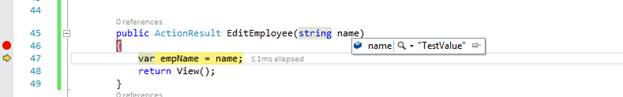 43
44
0 references
45 public ActionResult EditEmployee(string name)
46 { name "TestValue"
47 var empName = name; ≤1ms elapsed
48 return View();
49 }
0 references